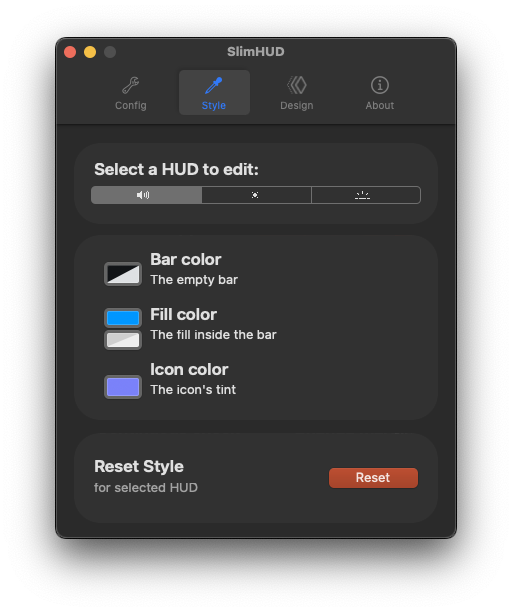 SlimHUD
Config
Style
Design
About
Select a HUD to edit:
Bar color
The empty bar
Fill color
The fill inside the bar
Icon color
The icon's tint
Reset Style
for selected HUD
Reset